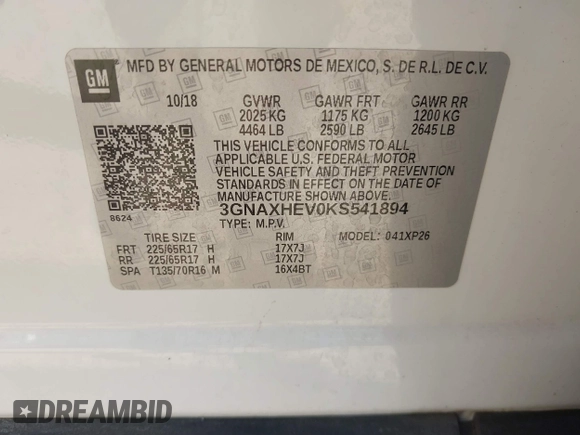 GM
MFD BY GENERAL MOTORS DE MEXICO, S. DE R.L. DE C.V.
10/18 GVWR GAWR FRT GAWR RR
2025 KG 1175 KG 1200 KG
4464 LB 2590 LB 2645 LB
THIS VEHICLE CONFORMS TO ALL
APPLICABLE U.S. FEDERAL MOTOR
VEHICLE SAFETY AND THEFT PREVENTION
STANDARDS IN EFFECT ON THE DATE OF
MANUFACTURE SHOWN ABOVE.
8624
3GNAXHEV0KS541894
TYPE: M.P.V. MODEL: 041XP26
TIRE SIZE RIM
FRT 225/65R17 H 17X7J
RR 225/65R17 H 17X7J
SPA T135/70R16 M 16X4BT
DREAMBID